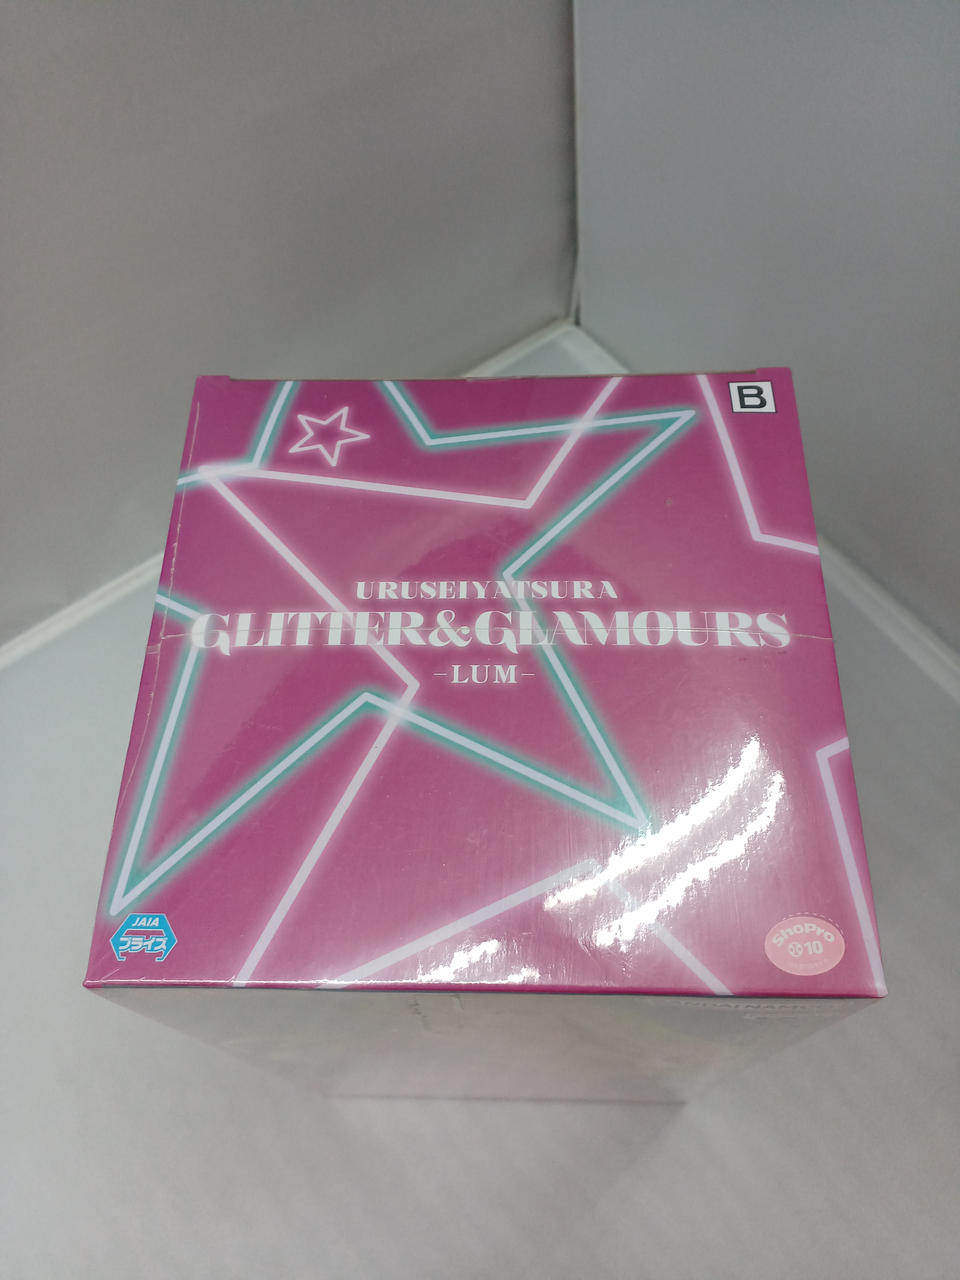 B
URUSEIYATSURA
GLITTER&GLAMOURS
-LUM-
JAIA
プライズ
ShoPro
10